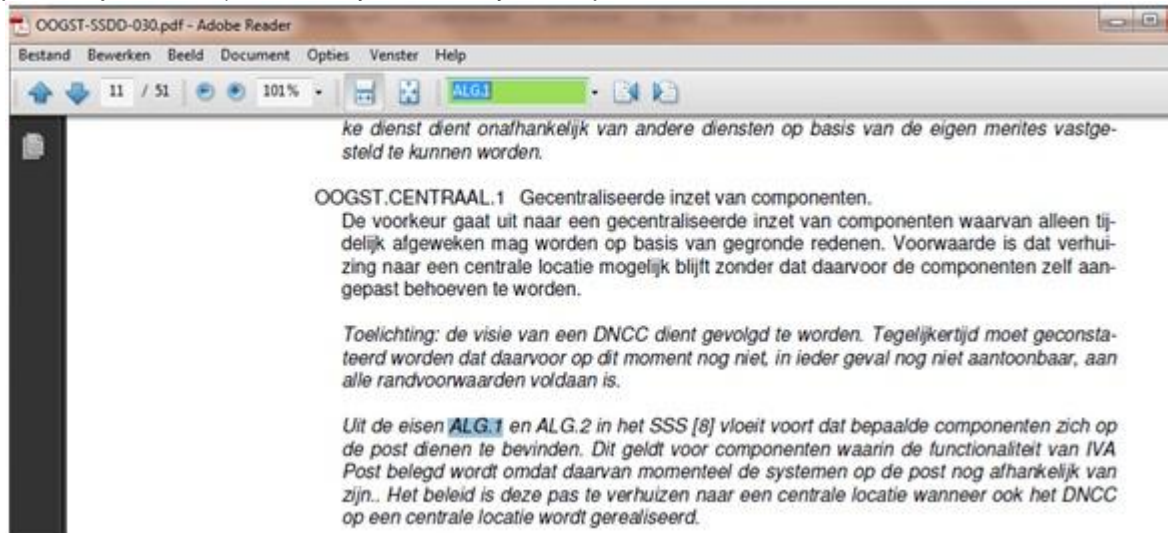 OOGST-SSDD-030.pdf - Adobe Reader
Bestand Bewerken Beeld Document Opties Venster Help
11 / 51 101% ALG.1
ke dienst dient onafhankelijk van andere diensten op basis van de eigen merites vastge-
steld te kunnen worden.
OOGST.CENTRAAL.1 Gecentraliseerde inzet van componenten.
De voorkeur gaat uit naar een gecentraliseerde inzet van componenten waarvan alleen tij-
delijk afgeweken mag worden op basis van gegronde redenen. Voorwaarde is dat verhui-
zing naar een centrale locatie mogelijk blijft zonder dat daarvoor de componenten zelf aan-
gepast behoeven te worden.
Toelichting: de visie van een DNCC dient gevolgd te worden. Tegelijkertijd moet geconsta-
teerd worden dat daarvoor op dit moment nog niet, in ieder geval nog niet aantoonbaar, aan
alle randvoorwaarden voldaan is.
Uit de eisen ALG.1 en ALG.2 in het SSS [8] vloeit voort dat bepaalde componenten zich op
de post dienen te bevinden. Dit geldt voor componenten waarin de functionaliteit van IVA
Post belegd wordt omdat daarvan momenteel de systemen op de post nog afhankelijk van
zijn.. Het beleid is deze pas te verhuizen naar een centrale locatie wanneer ook het DNCC
op een centrale locatie wordt gerealiseerd.